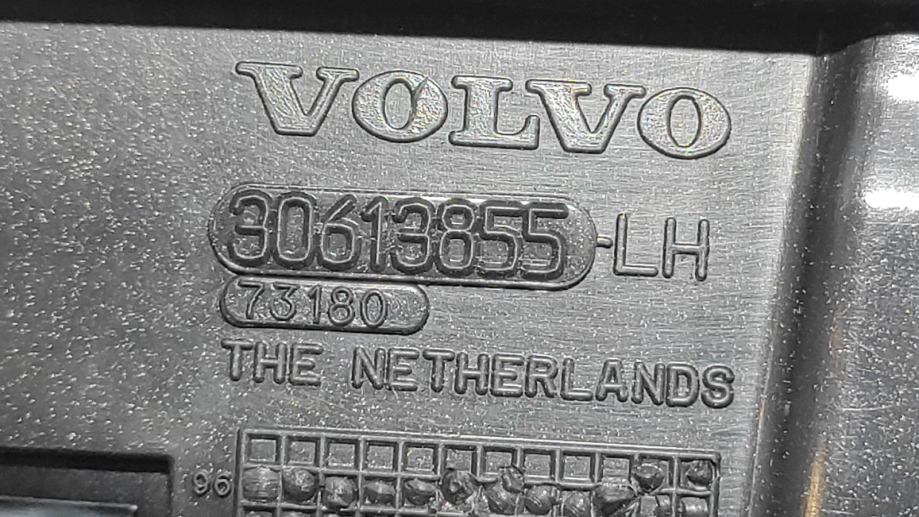 VOLVO
30613855-LH
73180
THE NETHERLANDS
96